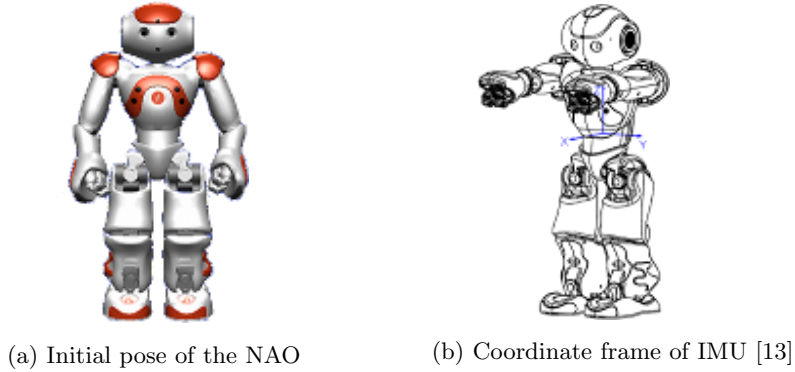 X
Y
(a) Initial pose of the NAO
(b) Coordinate frame of IMU [13]